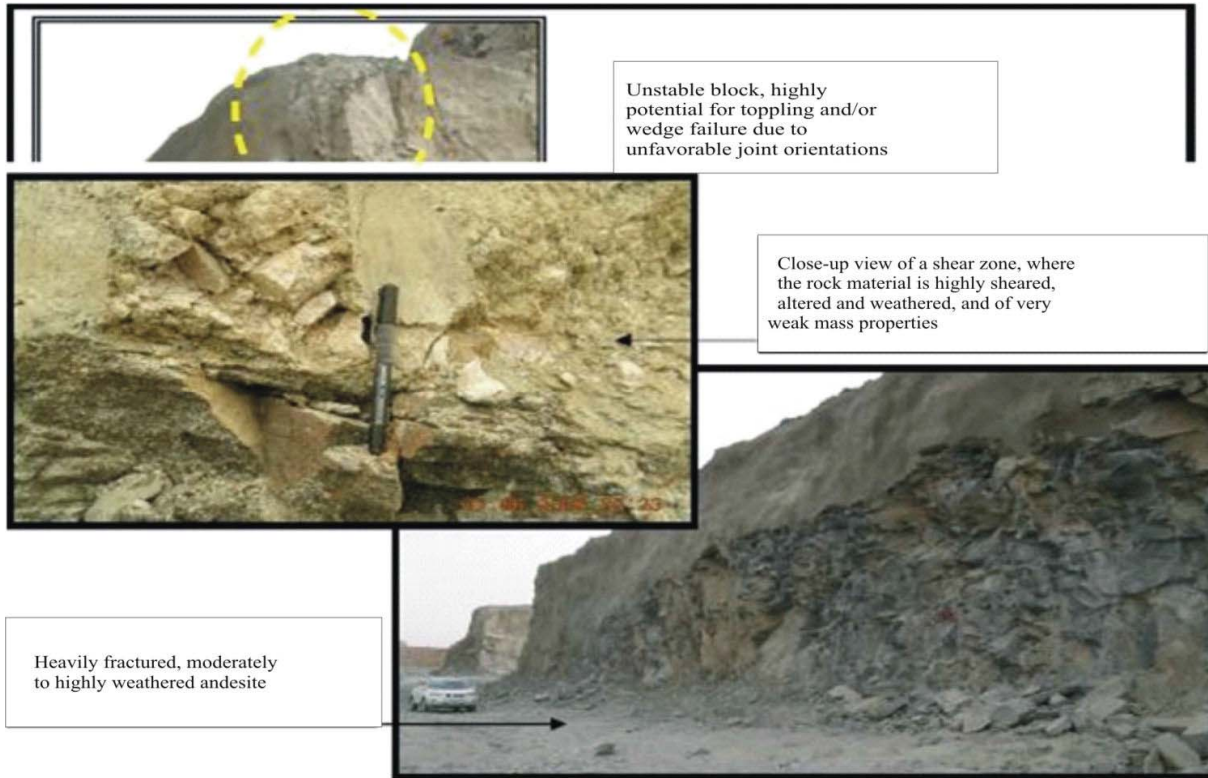 Unstable block, highly
potential for toppling and/or
wedge failure due to
unfavorable joint orientations
Close-up view of a shear zone, where
the rock material is highly sheared,
altered and weathered, and of very
weak mass properties
Heavily fractured, moderately
to highly weathered andesite